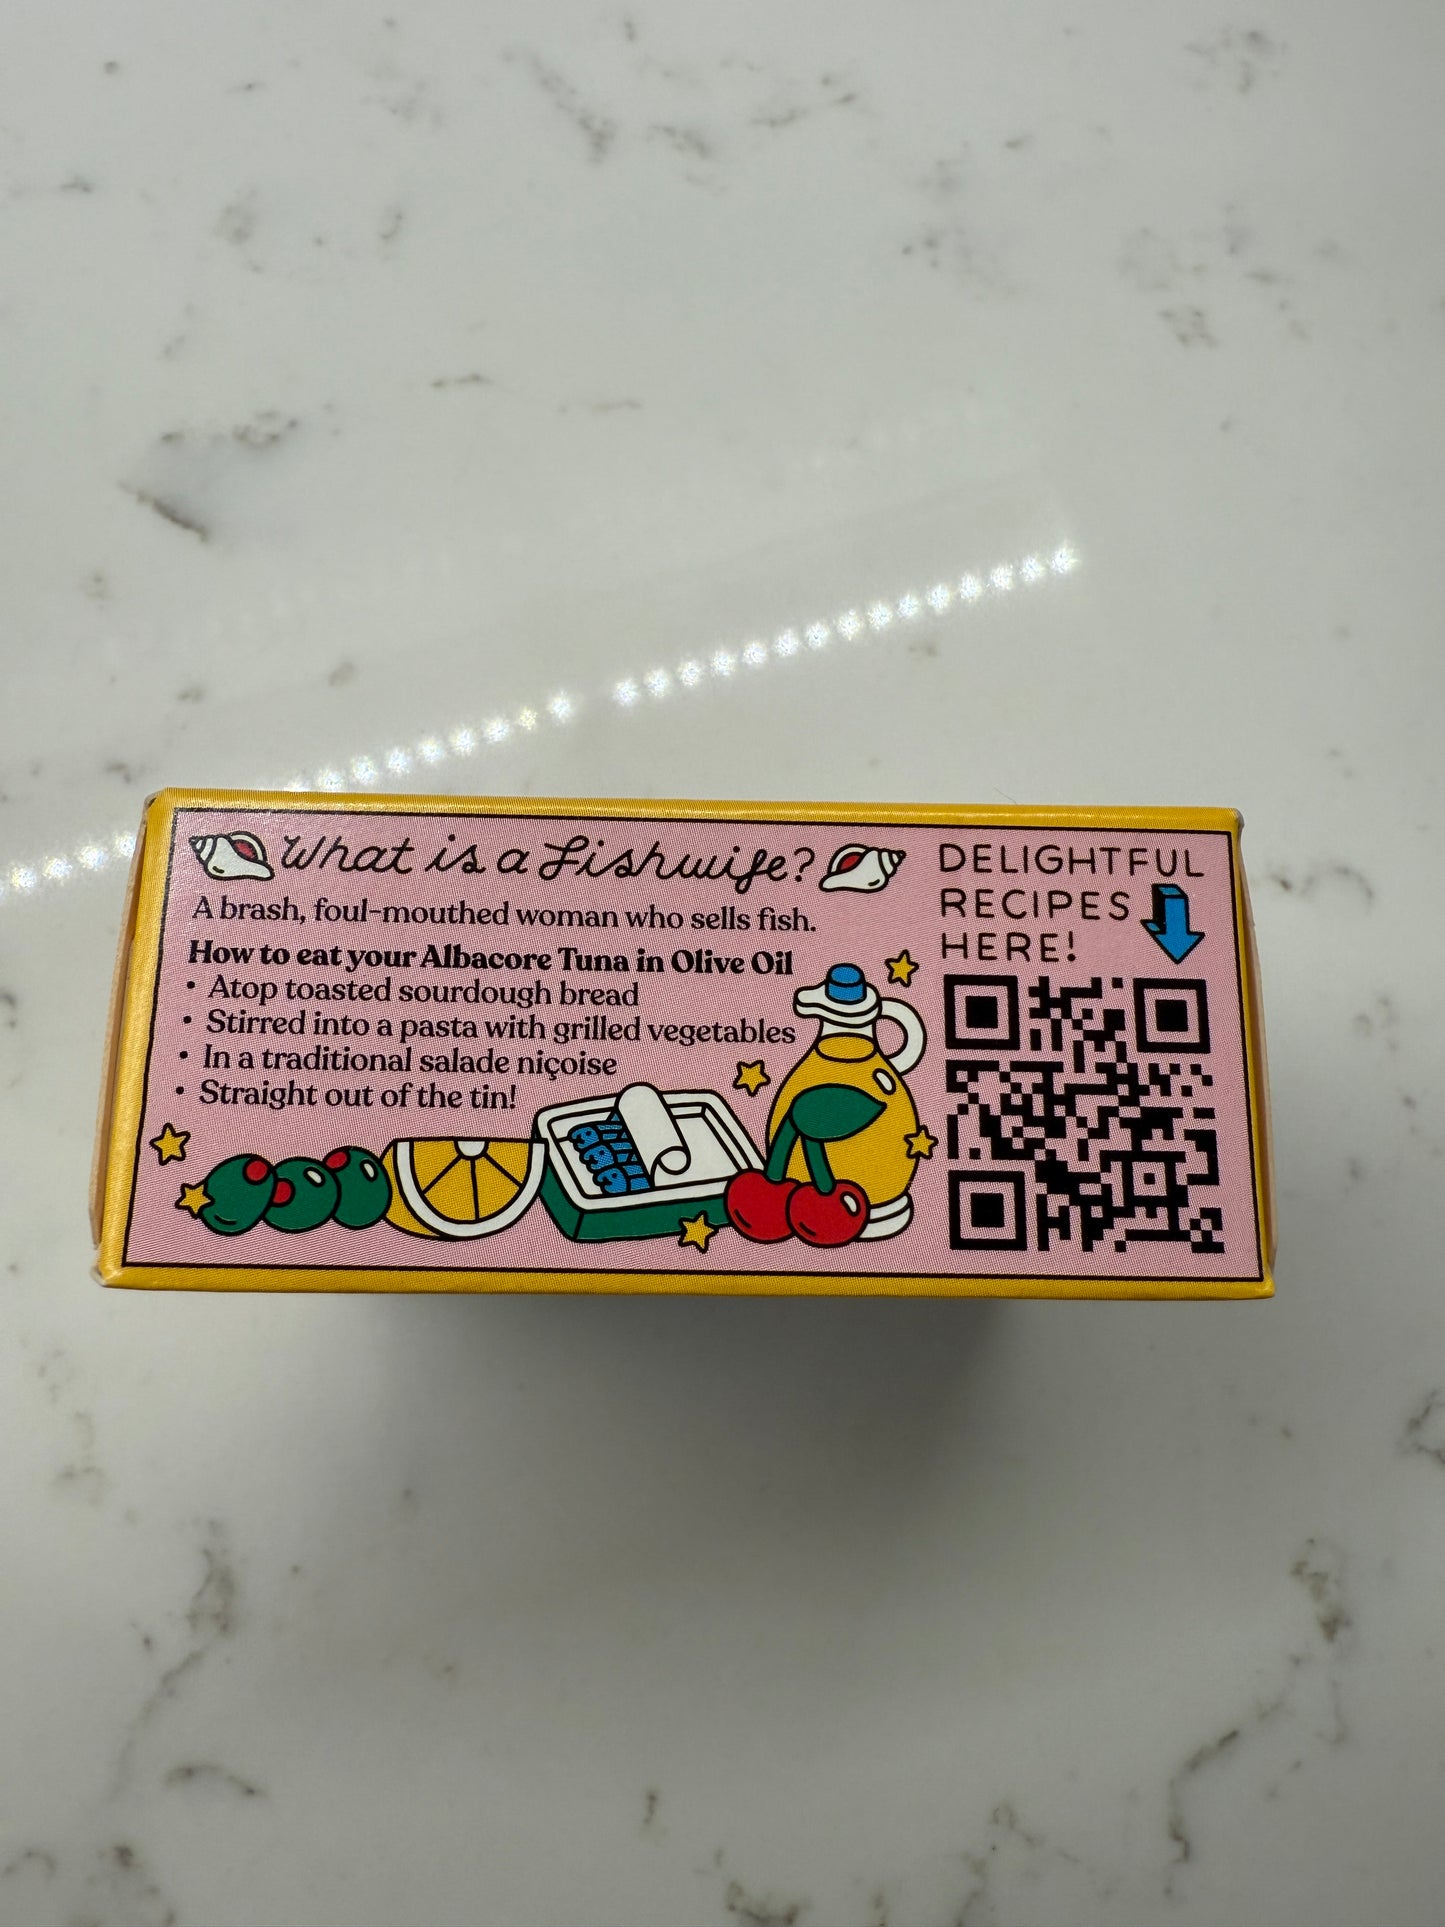 What is a Fishwife?
A brash, foul-mouthed woman who sells fish.
How to eat your Albacore Tuna in Olive Oil
• Atop toasted sourdough bread
• Stirred into a pasta with grilled vegetables
• In a traditional salade niçoise
• Straight out of the tin!
DELIGHTFUL
RECIPES
HERE!